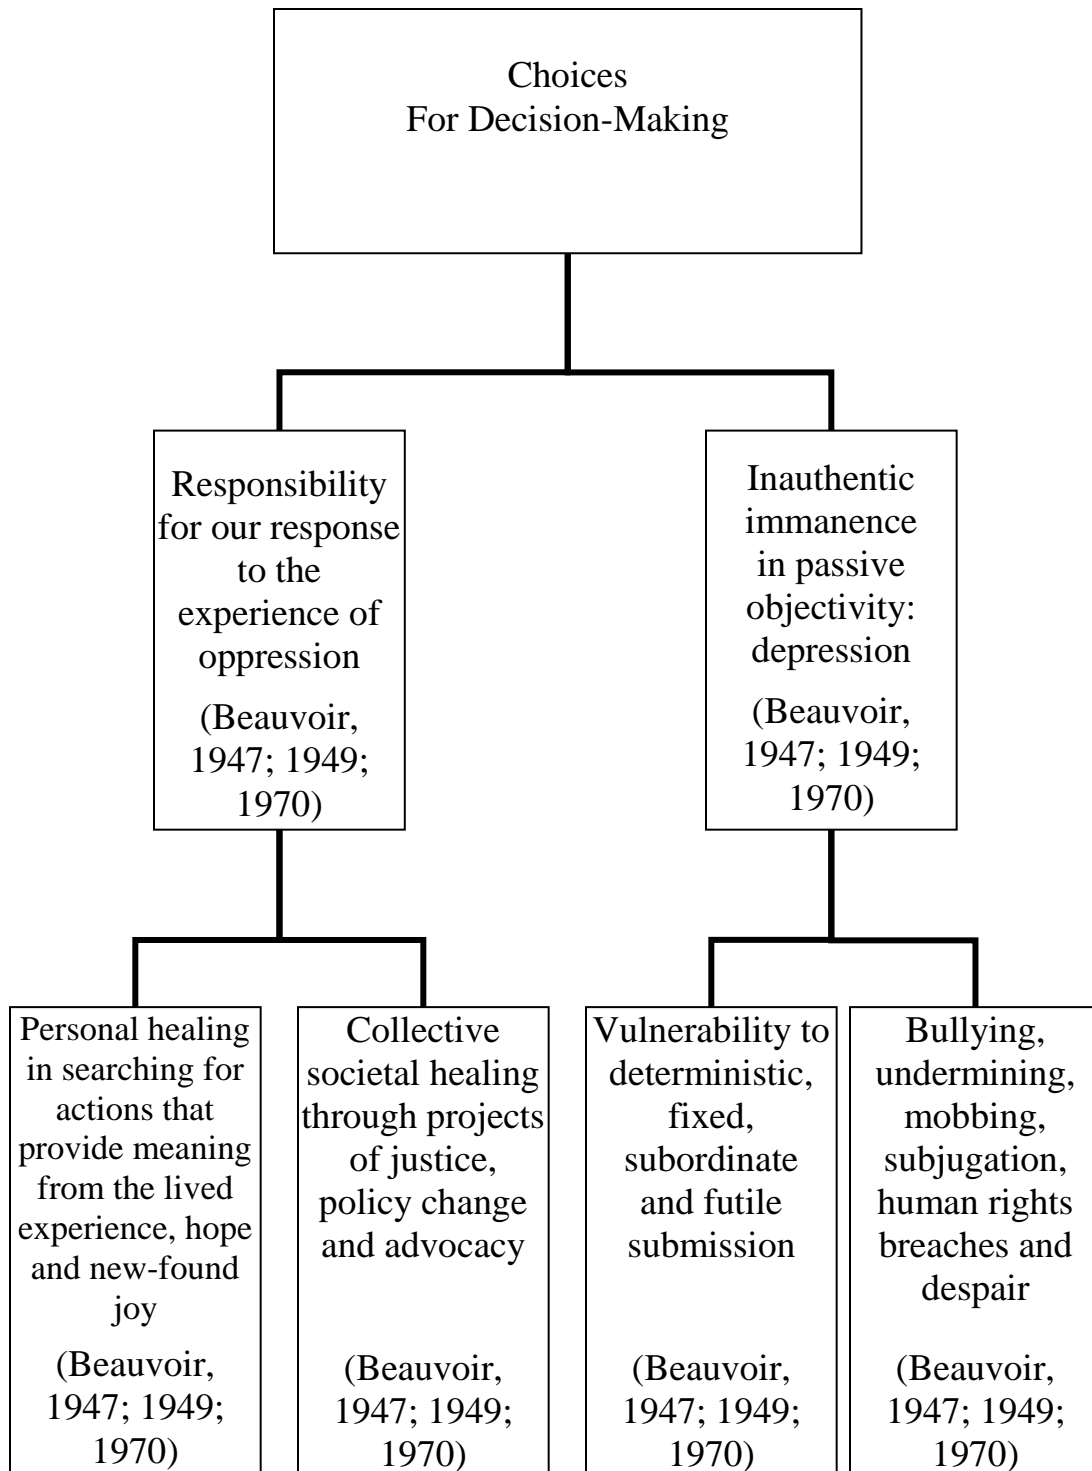 Choices
For Decision-Making
Responsibility
for our response
to the
experience of
oppression
(Beauvoir,
1947; 1949;
1970)
Inauthentic
immanence
in passive
objectivity:
depression
(Beauvoir,
1947; 1949;
1970)
Personal healing
in searching for
actions that
provide meaning
from the lived
experience, hope
and new-found
joy
(Beauvoir,
1947; 1949;
1970)
Collective
societal healing
through projects
of justice,
policy change
and advocacy
(Beauvoir,
1947; 1949;
1970)
Vulnerability to
deterministic,
fixed,
subordinate
and futile
submission
(Beauvoir,
1947; 1949;
1970)
Bullying,
undermining,
mobbing,
subjugation,
human rights
breaches and
despair
(Beauvoir,
1947; 1949;
1970)